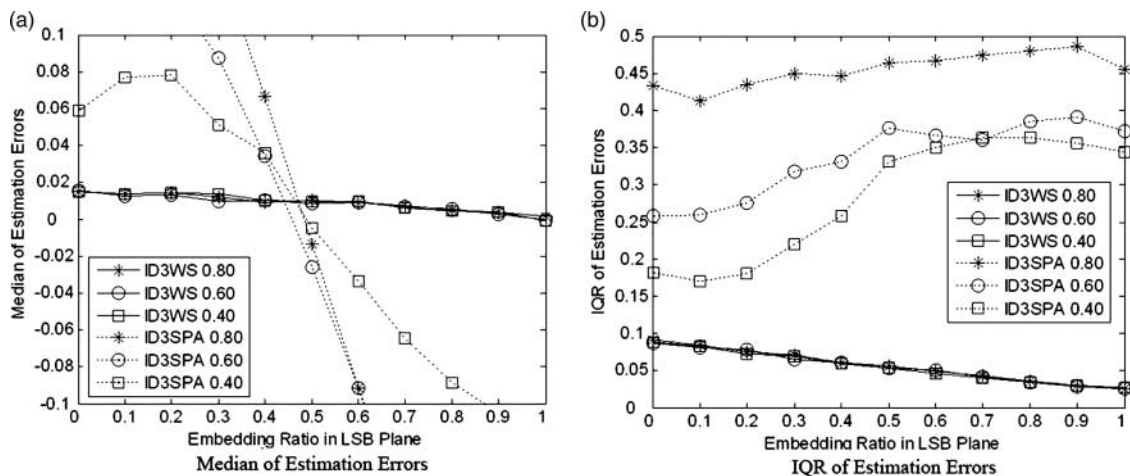 (a)
0.1
0.08
0.06
0.04
0.02
0
-0.02
-0.04
-0.06
-0.08
-0.1
Median of Estimation Errors
ID3WS 0.80
ID3WS 0.60
ID3WS 0.40
ID3SPA 0.80
ID3SPA 0.60
ID3SPA 0.40
0 0.1 0.2 0.3 0.4 0.5 0.6 0.7 0.8 0.9 1
Embedding Ratio in LSB Plane
Median of Estimation Errors
(b)
0.5
0.45
0.4
0.35
0.3
0.25
0.2
0.15
0.1
0.05
0
IQR of Estimation Errors
ID3WS 0.80
ID3WS 0.60
ID3WS 0.40
ID3SPA 0.80
ID3SPA 0.60
ID3SPA 0.40
0 0.1 0.2 0.3 0.4 0.5 0.6 0.7 0.8 0.9 1
Embedding Ratio in LSB Plane
IQR of Estimation Errors